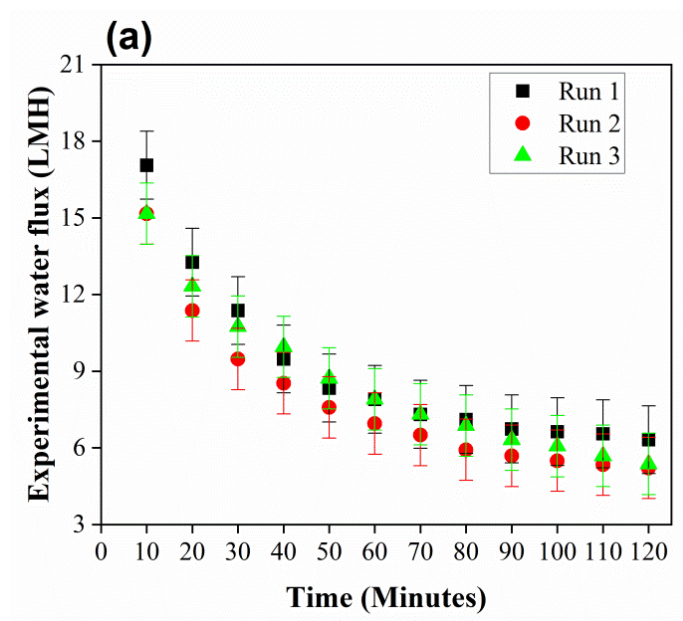 (a)
21
18
15
12
9
6
3
Experimental water flux (LMH)
Run 1
Run 2
Run 3
0 10 20 30 40 50 60 70 80 90 100 110 120
Time (Minutes)